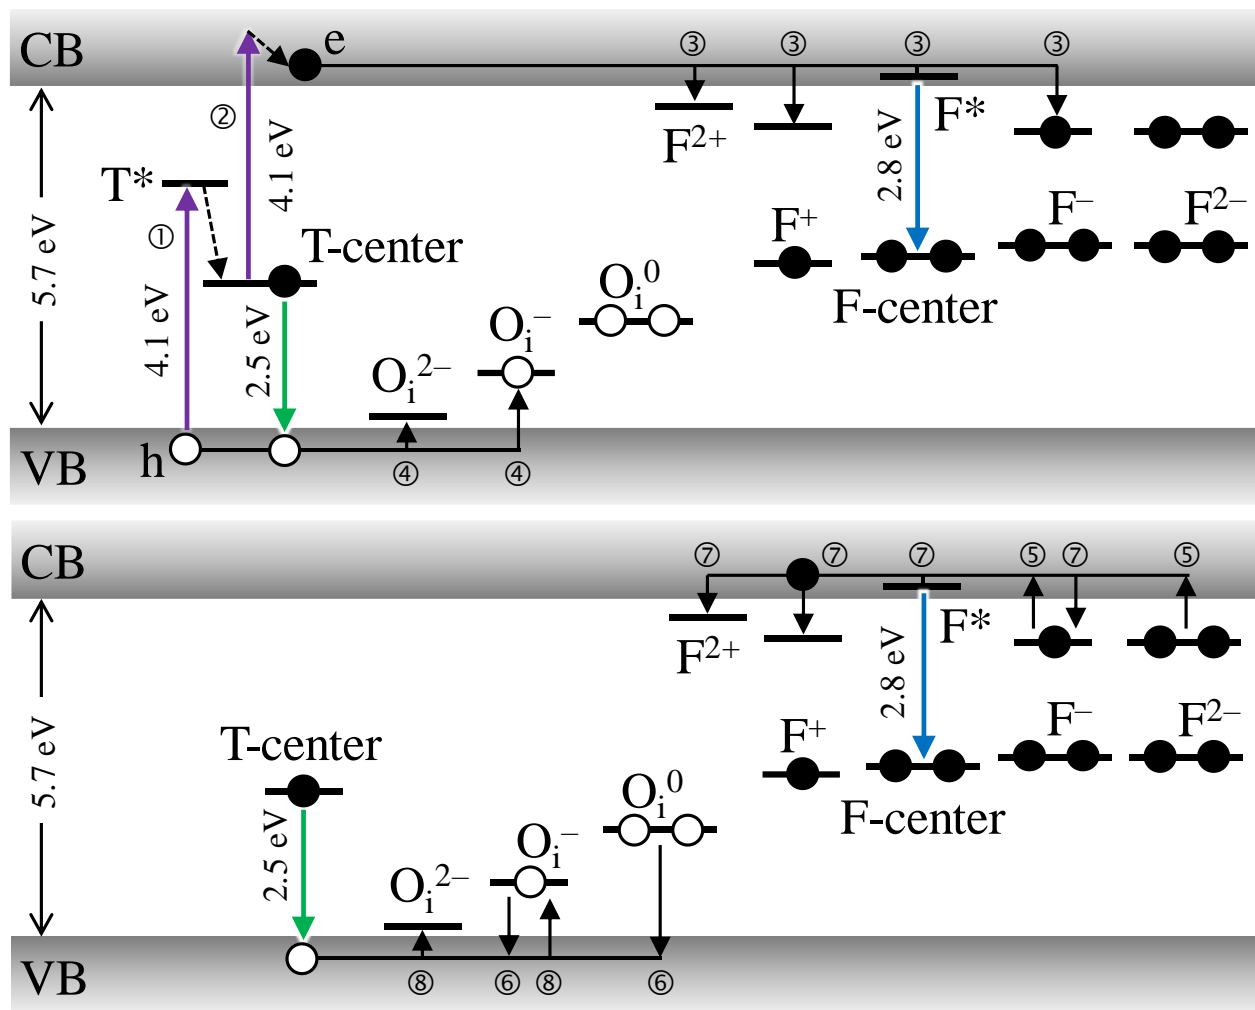 CB
e
③ ③ ③ ③
②
4.1 eV
F²⁺
F*
2.8 eV
T*
①
4.1 eV
5.7 eV
T-center
F⁺
F⁻
F²⁻
F-center
Oᵢ⁰
Oᵢ⁻
2.5 eV
Oᵢ²⁻
h
VB
④ ④
CB
⑦ ⑦ ⑦ ⑤ ⑦ ⑤
F²⁺
F*
2.8 eV
5.7 eV
T-center
F⁺
F⁻
F²⁻
F-center
Oᵢ⁰
Oᵢ⁻
2.5 eV
Oᵢ²⁻
VB
⑧ ⑥ ⑧ ⑥